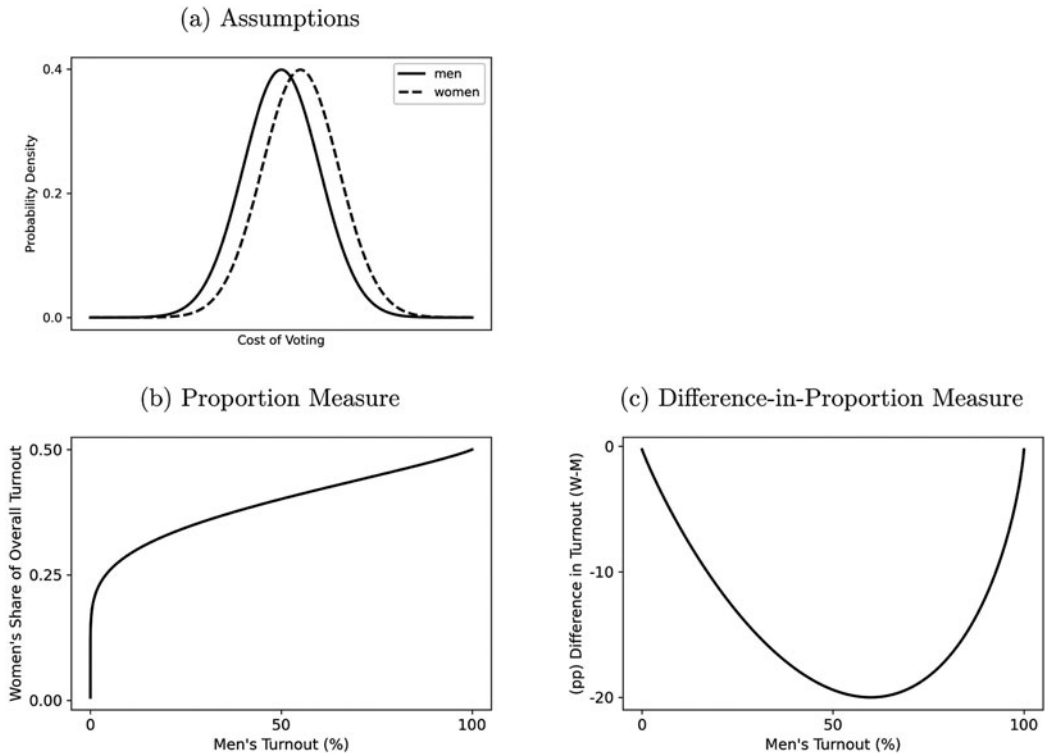 (a) Assumptions
0.4
0.2
0.0
Probability Density
men
women
Cost of Voting
(b) Proportion Measure
0.50
0.25
0.00
Women's Share of Overall Turnout
0
50
100
Men's Turnout (%)
(c) Difference-in-Proportion Measure
0
-10
-20
(pp) Difference in Turnout (W-M)
0
50
100
Men's Turnout (%)